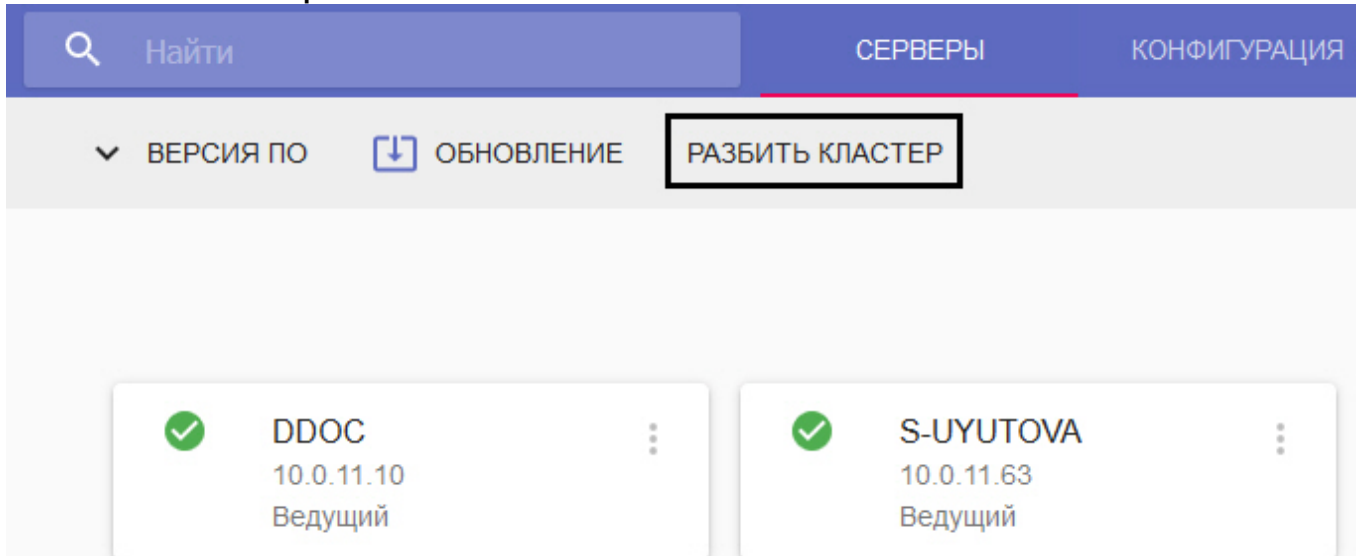 Найти
СЕРВЕРЫ
КОНФИГУРАЦИЯ
ВЕРСИЯ ПО
ОБНОВЛЕНИЕ
РАЗБИТЬ КЛАСТЕР
DDOC
10.0.11.10
Ведущий
S-UYUTOVA
10.0.11.63
Ведущий